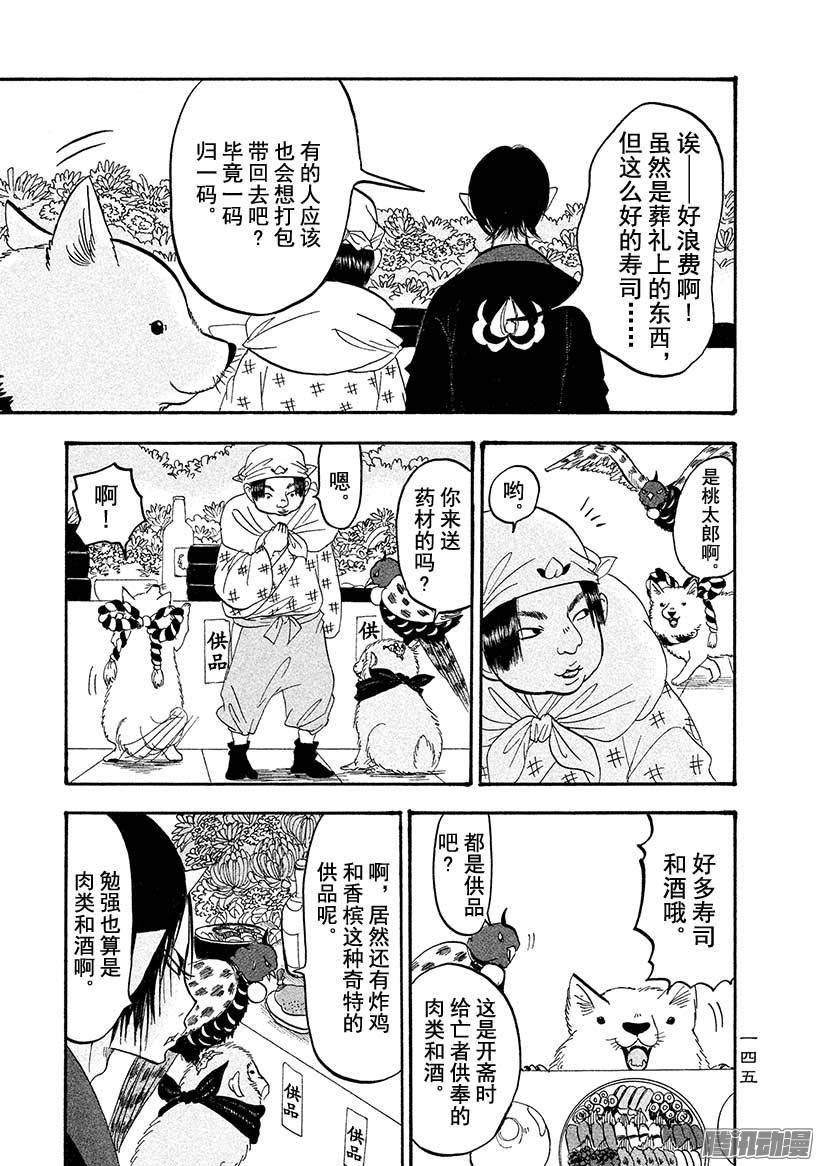 诶——好浪费啊！
虽然是葬礼上的东西，
但这么好的寿司……
有的人应该
也会想打包
带回去吧？
毕竟一码
归一码。
是桃太郎啊。
哟。
你来送
药材的吗？
嗯。
啊！
供品
供品
好多寿司
和酒哦。
都是供品
吧？
这是开斋时
给亡者供奉的
肉类和酒。
啊，居然还有炸鸡
和香槟这种奇特的
供品呢。
勉强也算是
肉类和酒啊。
供品
供品
一四五
腾讯动漫